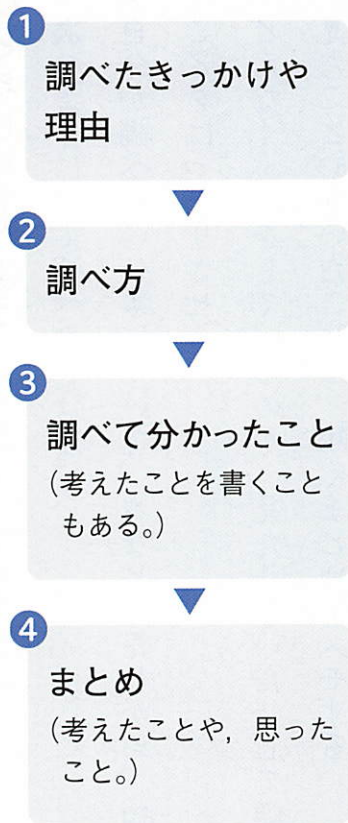 1
調べたきっかけや
理由
2
調べ方
3
調べて分かったこと
(考えたことを書くこと
もある。)
4
まとめ
(考えたことや，思った
こと。)